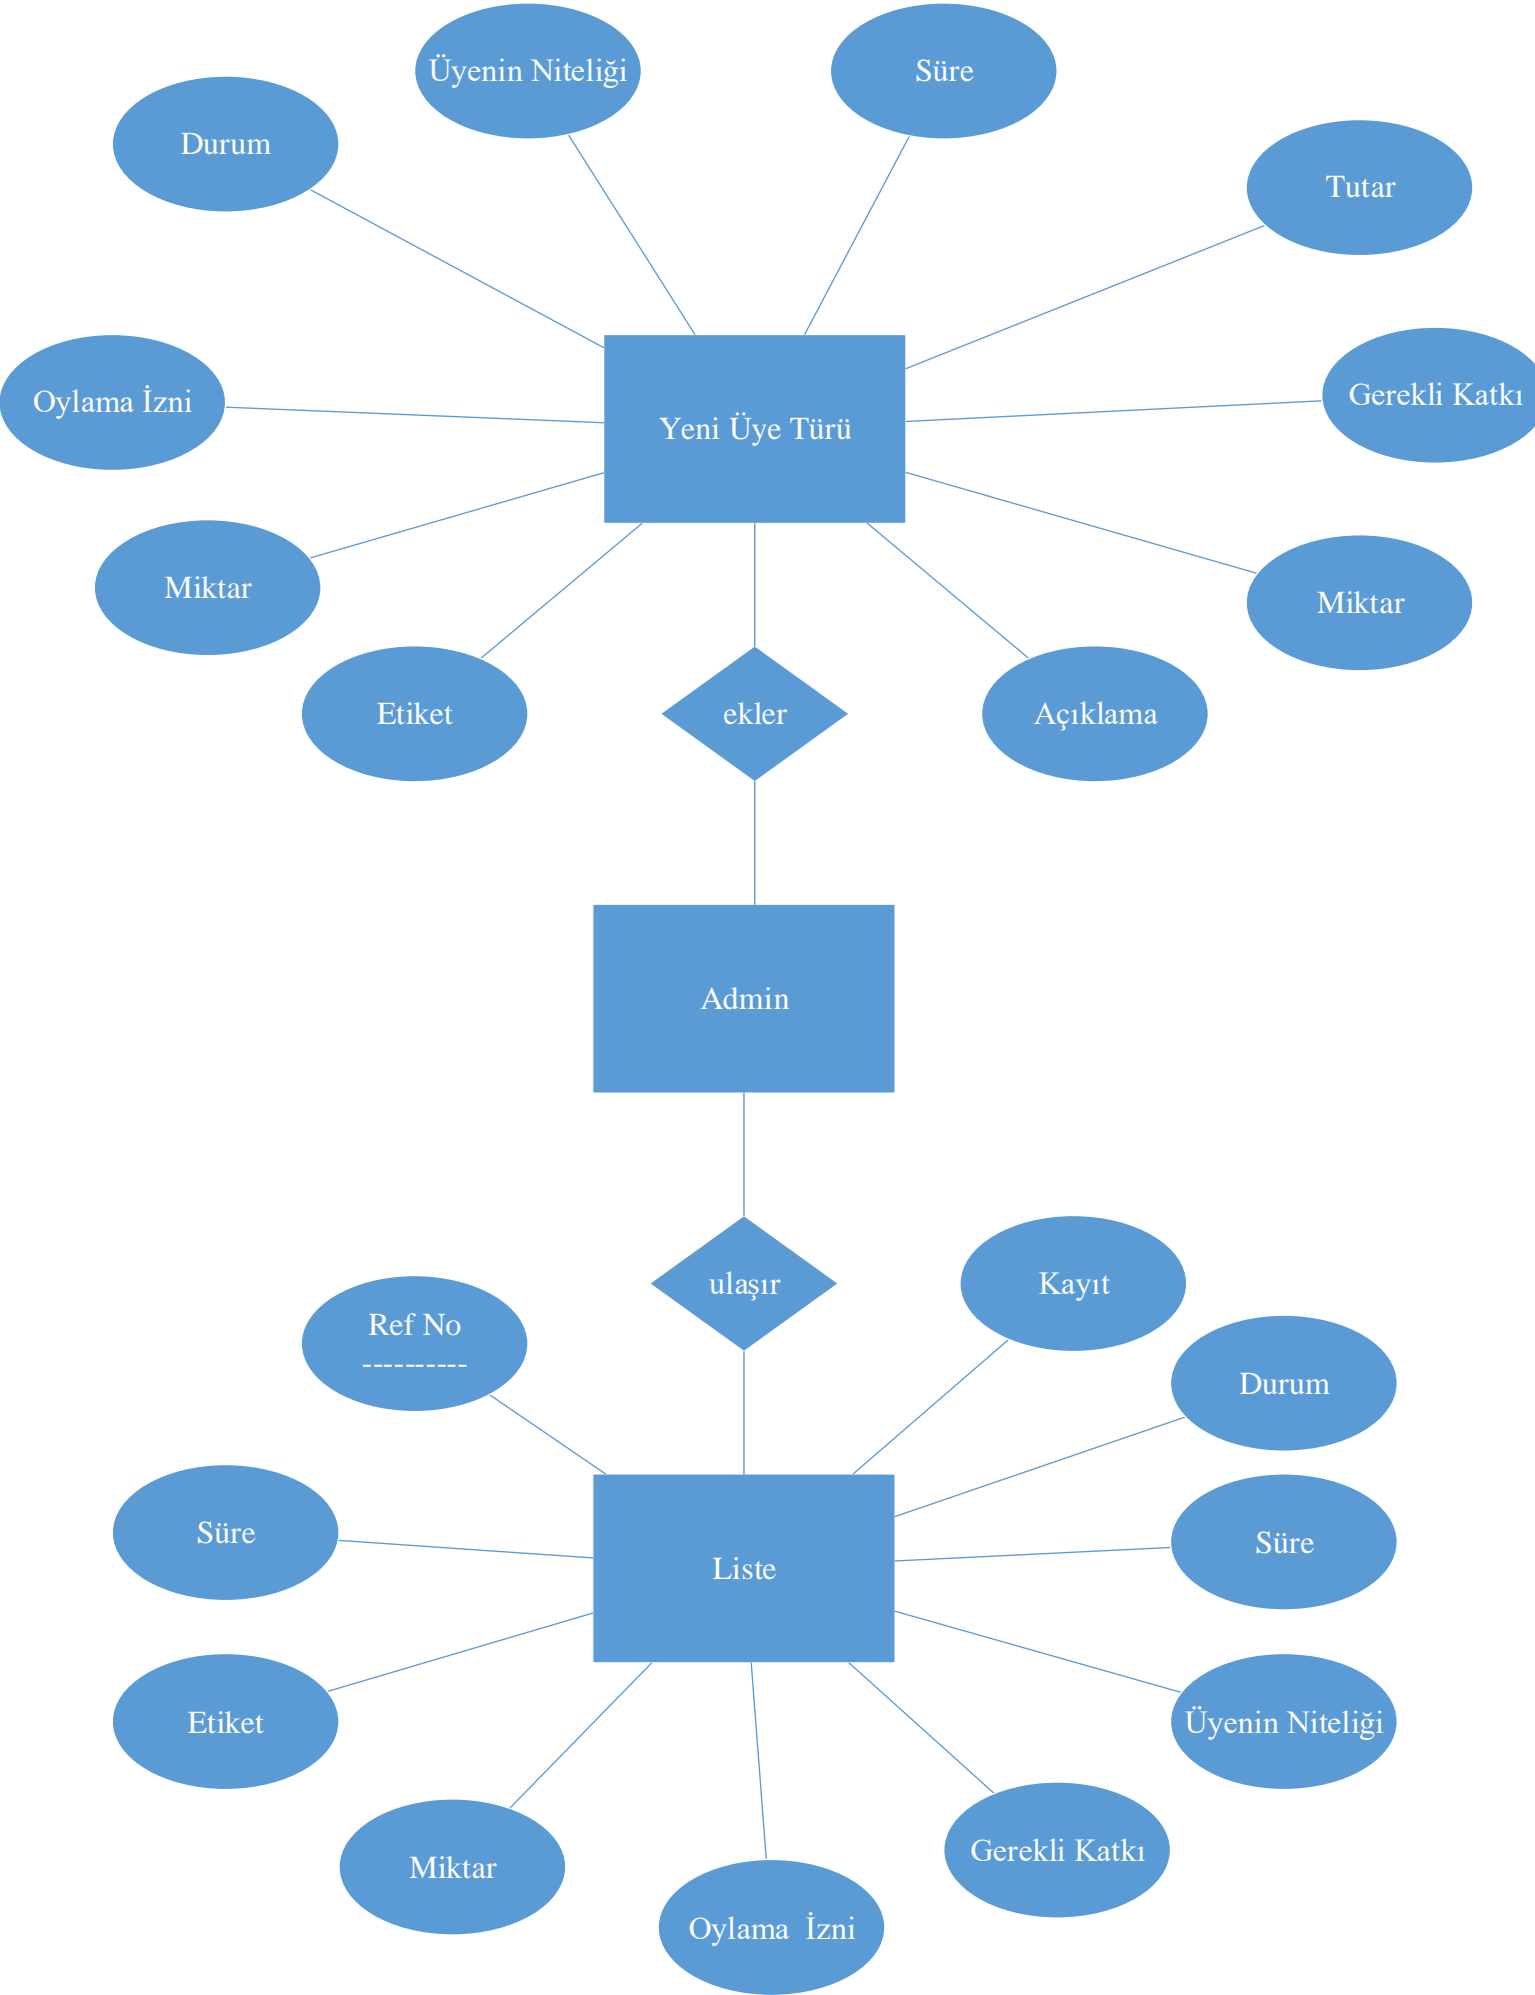 Üyenin Niteliği
Süre
Durum
Tutar
Oylama İzni
Yeni Üye Türü
Gerekli Katkı
Miktar
Miktar
Etiket
ekler
Açıklama
Admin
ulaşır
Kayıt
Ref No
----------
Durum
Süre
Süre
Liste
Etiket
Üyenin Niteliği
Miktar
Gerekli Katkı
Oylama  İzni